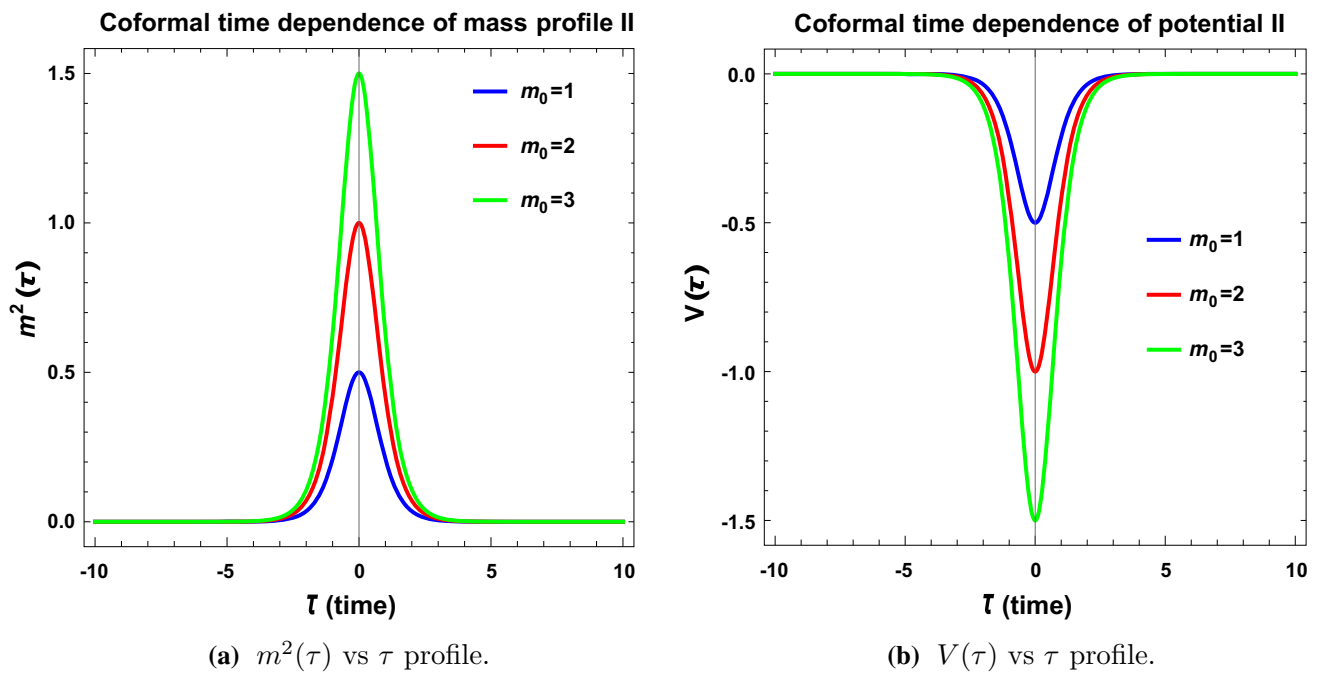 Coformal time dependence of mass profile II
m² (τ)
1.5
1.0
0.5
0.0
m₀=1
m₀=2
m₀=3
-10
-5
0
5
10
τ (time)
(a) m²(τ) vs τ profile.
Coformal time dependence of potential II
V (τ)
0.0
-0.5
-1.0
-1.5
m₀=1
m₀=2
m₀=3
-10
-5
0
5
10
τ (time)
(b) V(τ) vs τ profile.